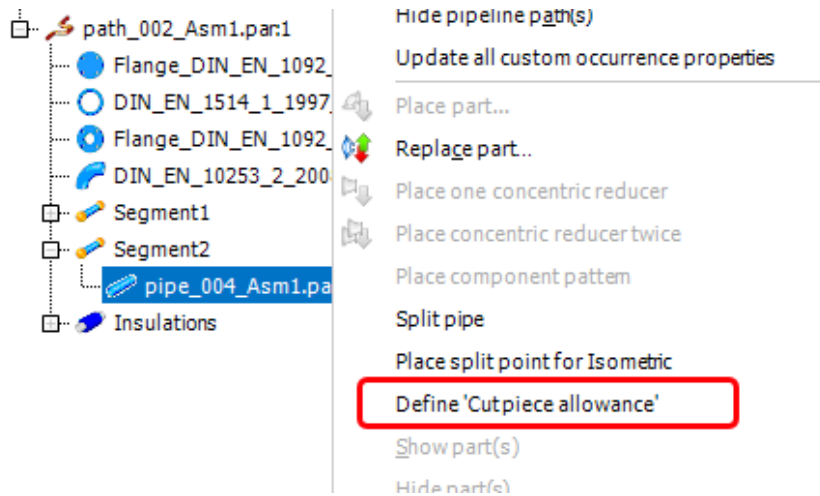 path_002_Asm1.par:1
Flange_DIN_EN_1092_
DIN_EN_1514_1_1997_
Flange_DIN_EN_1092_
DIN_EN_10253_2_200
Segment1
Segment2
pipe_004_Asm1.pa
Insulations
Hide pipeline path(s)
Update all custom occurrence properties
Place part...
Replace part...
Place one concentric reducer
Place concentric reducer twice
Place component pattern
Split pipe
Place split point for Isometric
Define 'Cutpiece allowance'
Show part(s)
Hide part(s)